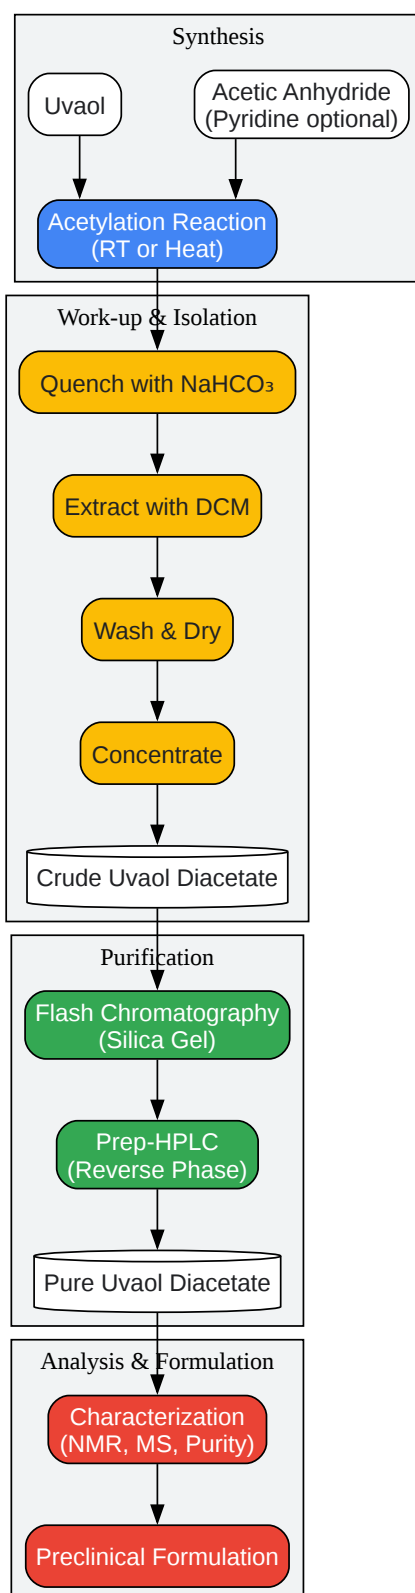 Synthesis
Uvaol
Acetic Anhydride
(Pyridine optional)
Acetylation Reaction
(RT or Heat)
Work-up & Isolation
Quench with NaHCO₃
Extract with DCM
Wash & Dry
Concentrate
Crude Uvaol Diacetate
Purification
Flash Chromatography
(Silica Gel)
Prep-HPLC
(Reverse Phase)
Pure Uvaol Diacetate
Analysis & Formulation
Characterization
(NMR, MS, Purity)
Preclinical Formulation